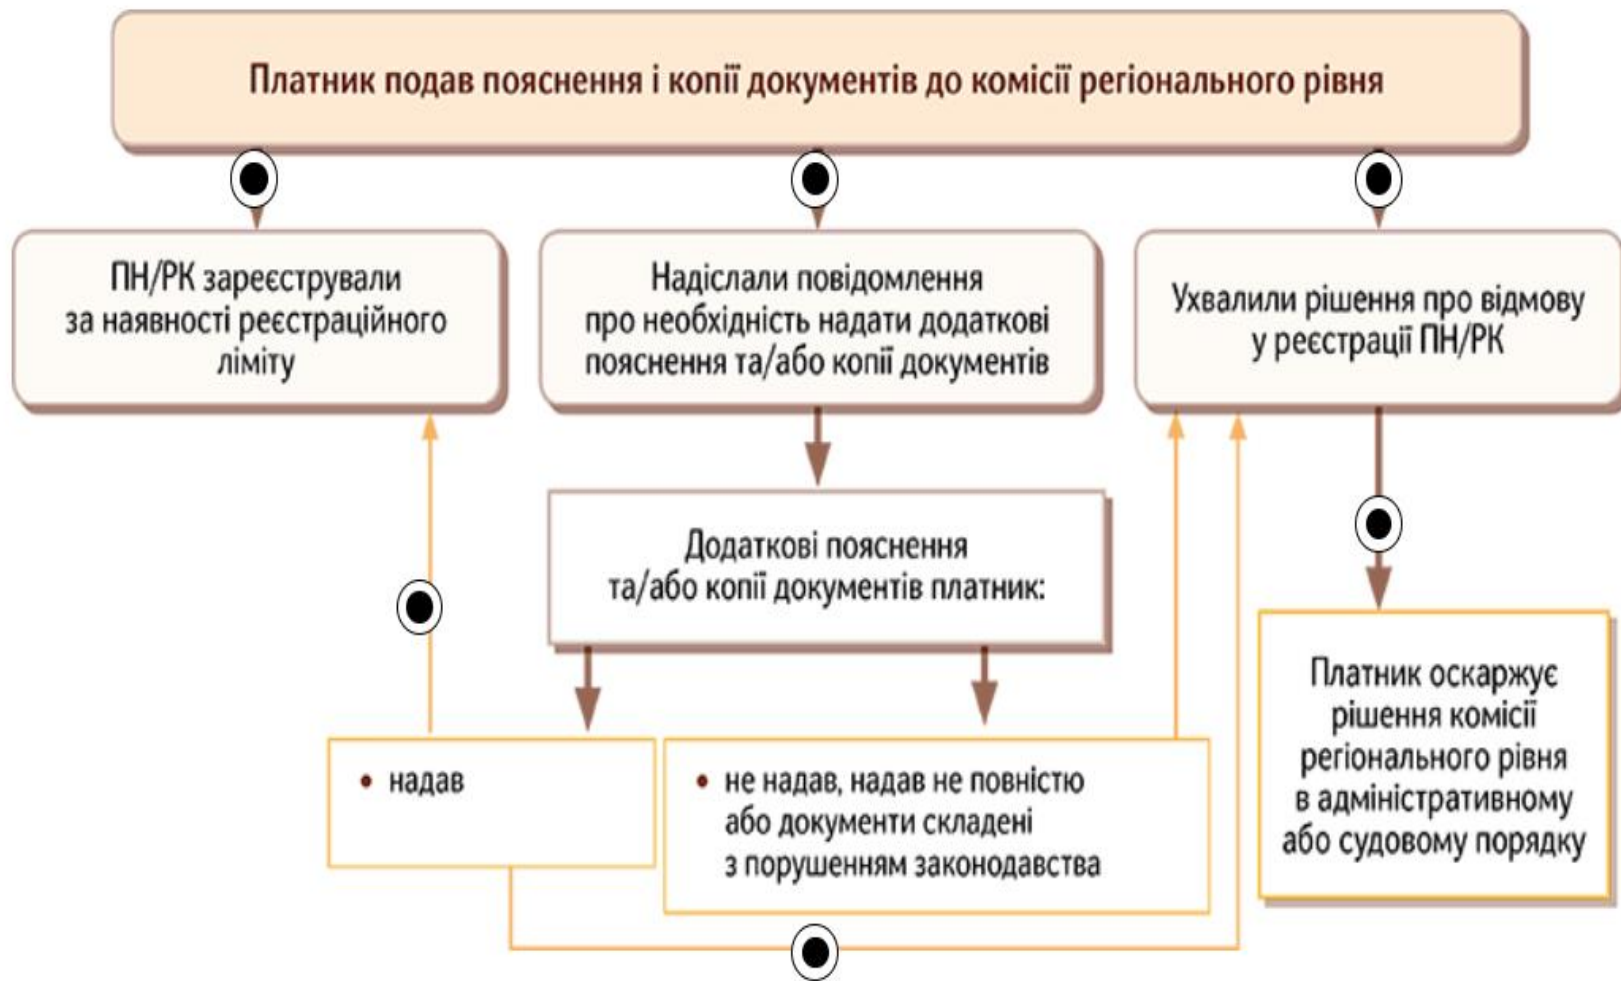 Платник подав пояснення і копії документів до комісії регіонального рівня
ПН/РК зареєстрували
за наявності реєстраційного
ліміту
Надіслали повідомлення
про необхідність надати додаткові
пояснення та/або копії документів
Ухвалили рішення про відмову
у реєстрації ПН/РК
Додаткові пояснення
та/або копії документів платник:
• надав
• не надав, надав не повністю
або документи складені
з порушенням законодавства
Платник оскаржує
рішення комісії
регіонального рівня
в адміністративному
або судовому порядку